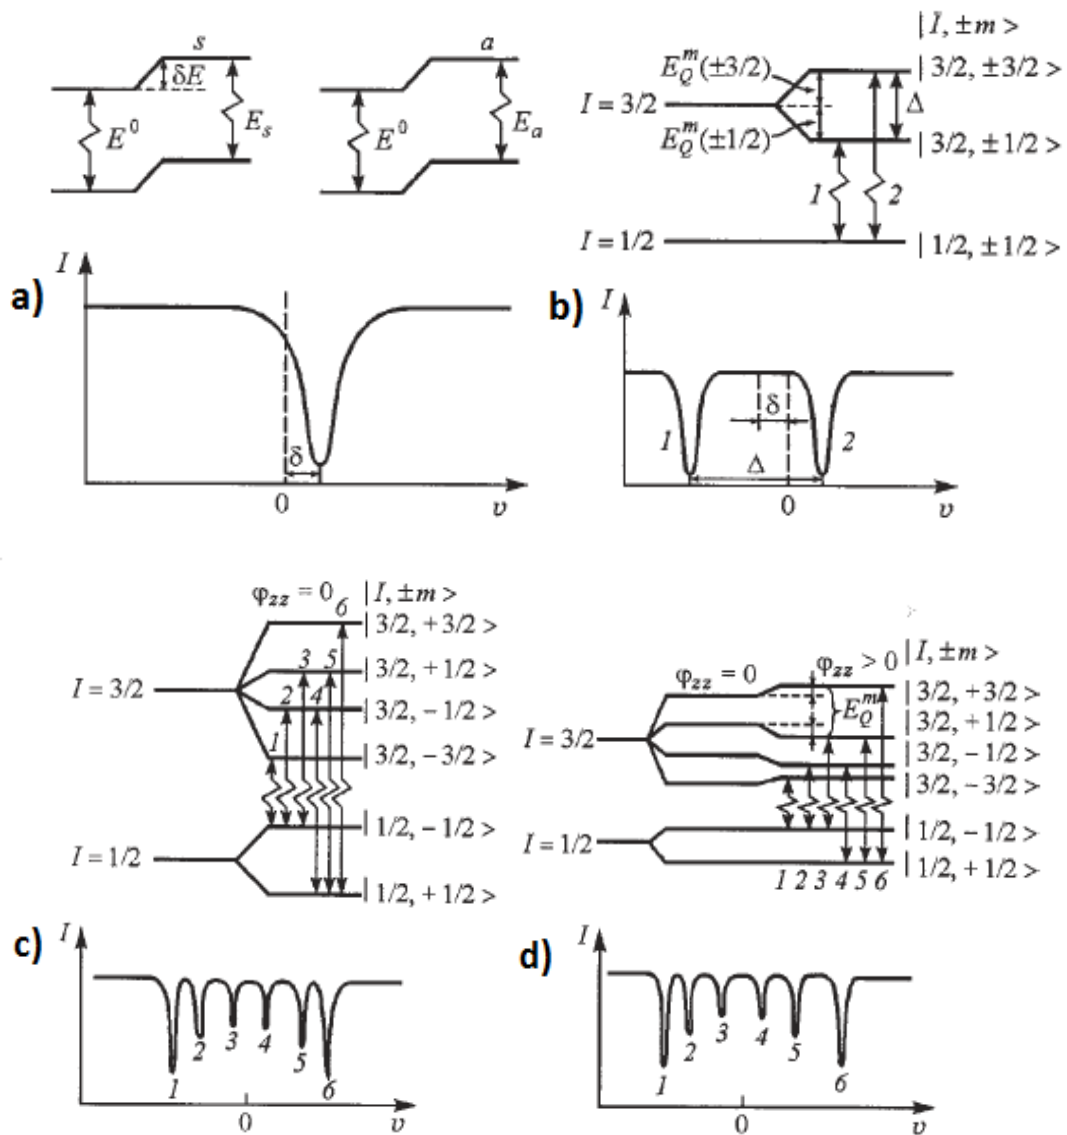 s
δE
E⁰
E_s
a
E⁰
E_a
I
a)
δ
0
υ
| I, ±m >
E_Q^m(±3/2)
| 3/2, ±3/2 >
I = 3/2
Δ
E_Q^m(±1/2)
| 3/2, ±1/2 >
1
2
I = 1/2
| 1/2, ±1/2 >
b)
I
δ
1
2
Δ
0
υ
φ_zz = 0
6
| I, ±m >
| 3/2, +3/2 >
3
5
| 3/2, +1/2 >
I = 3/2
2
4
| 3/2, −1/2 >
1
| 3/2, −3/2 >
| 1/2, −1/2 >
I = 1/2
| 1/2, +1/2 >
c)
I
1
2
3
4
5
6
0
υ
φ_zz = 0
φ_zz > 0
| I, ±m >
| 3/2, +3/2 >
E_Q^m
| 3/2, +1/2 >
I = 3/2
| 3/2, −1/2 >
| 3/2, −3/2 >
| 1/2, −1/2 >
I = 1/2
| 1/2, +1/2 >
1 2 3 4 5 6
d)
I
1
2
3
4
5
6
0
υ